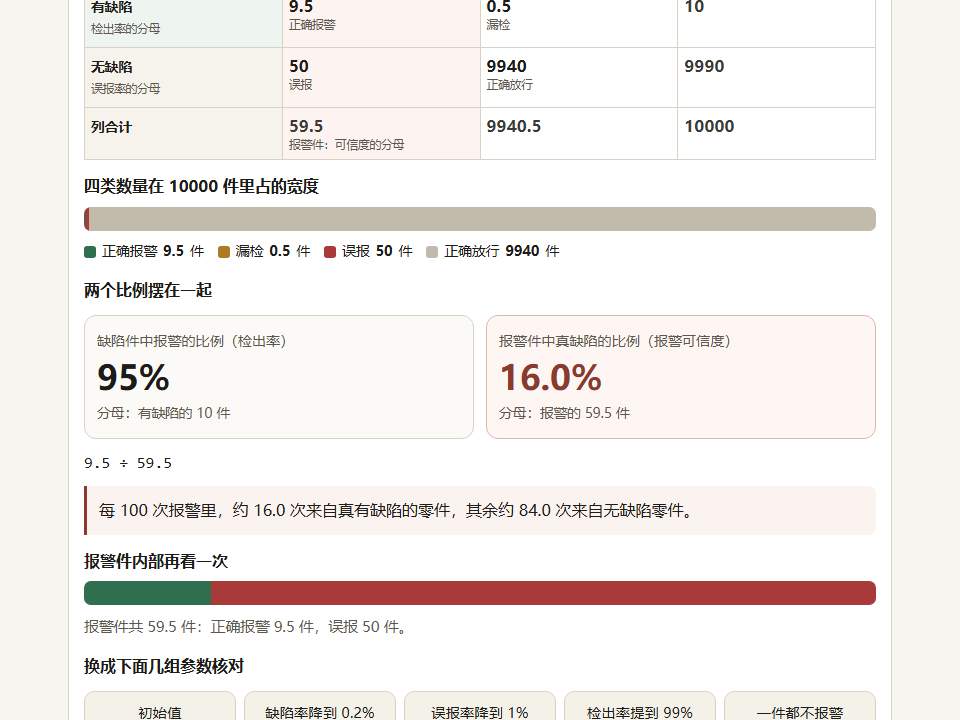 有缺陷 9.5 0.5 10
检出率的分母 正确报警 漏检
无缺陷 50 9940 9990
误报率的分母 误报 正确放行
列合计 59.5 9940.5 10000
报警件：可信度的分母
四类数量在 10000 件里占的宽度
正确报警 9.5 件 漏检 0.5 件 误报 50 件 正确放行 9940 件
两个比例摆在一起
缺陷件中报警的比例（检出率） 报警件中真缺陷的比例（报警可信度）
95% 16.0%
分母：有缺陷的 10 件 分母：报警的 59.5 件
9.5 ÷ 59.5
每 100 次报警里，约 16.0 次来自真有缺陷的零件，其余约 84.0 次来自无缺陷零件。
报警件内部再看一次
报警件共 59.5 件：正确报警 9.5 件，误报 50 件。
换成下面几组参数核对
初始值 缺陷率降到 0.2% 误报率降到 1% 检出率提到 99% 一件都不报警